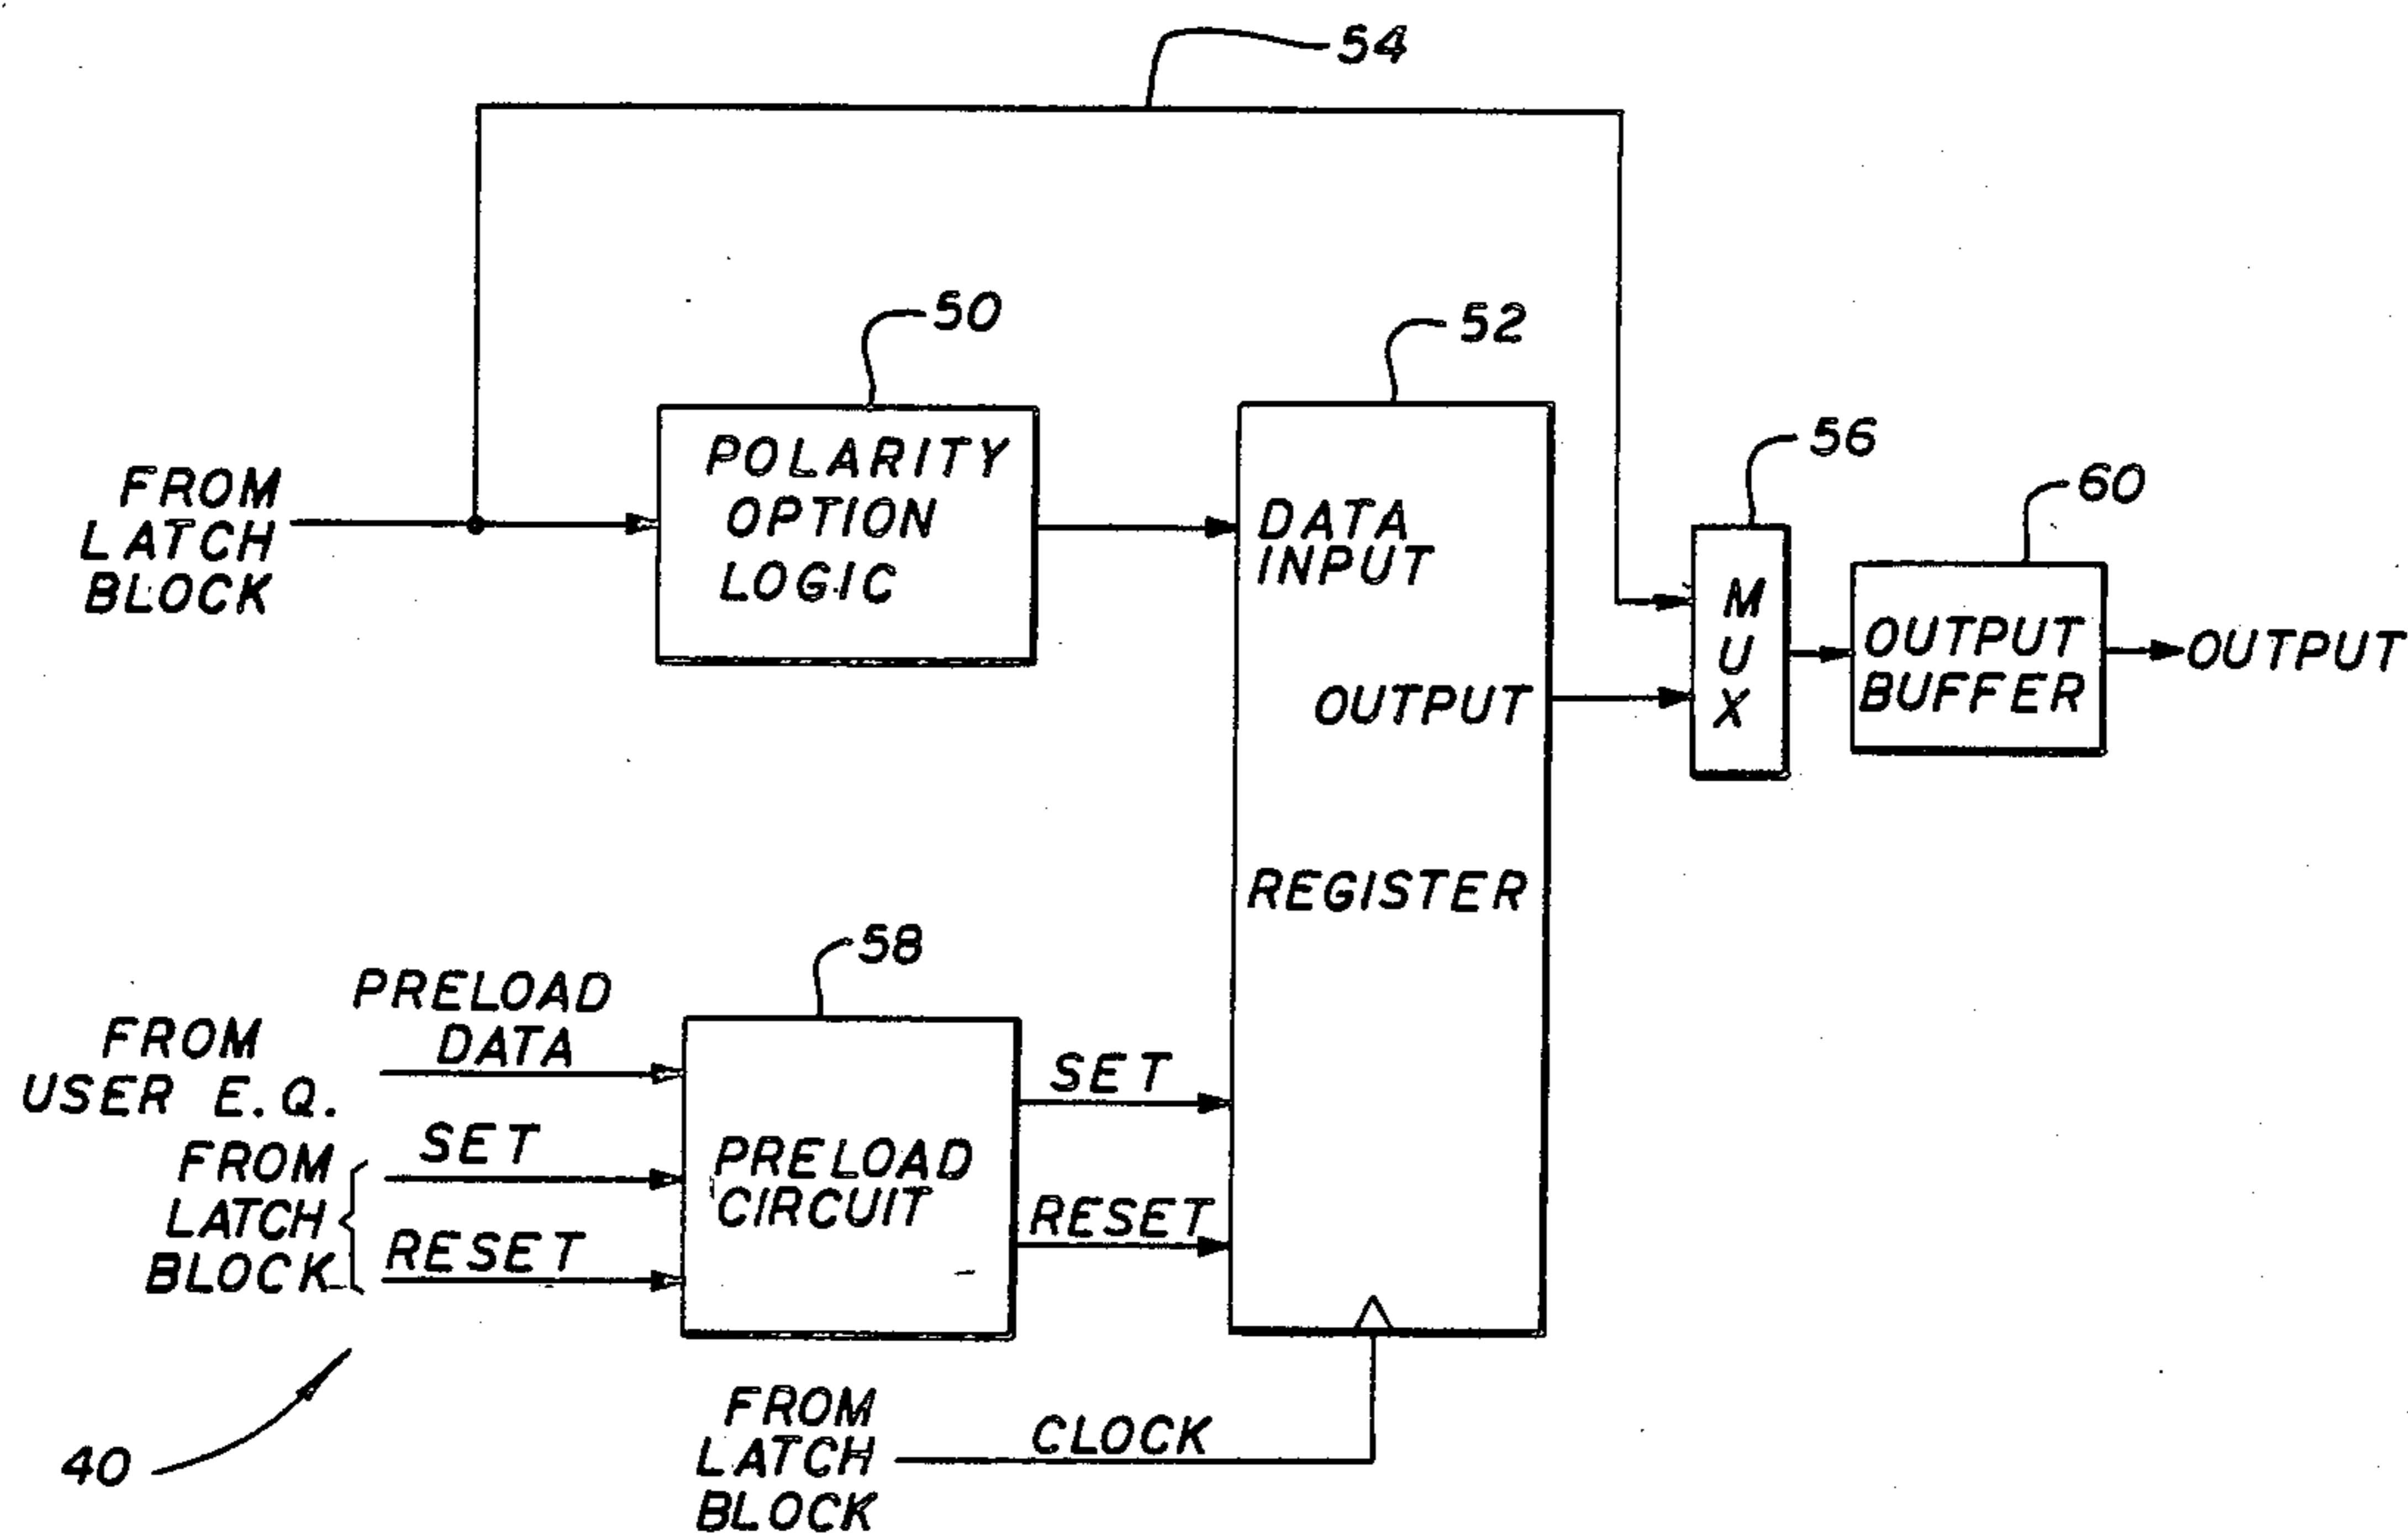 54
50
52
56
60
FROM
LATCH
BLOCK
POLARITY
OPTION
LOGIC
DATA
INPUT
OUTPUT
REGISTER
M
U
X
OUTPUT
BUFFER
OUTPUT
58
PRELOAD
DATA
FROM
USER E.Q.
SET
FROM
LATCH
BLOCK
RESET
PRELOAD
CIRCUIT
SET
RESET
40
FROM
LATCH
BLOCK
CLOCK